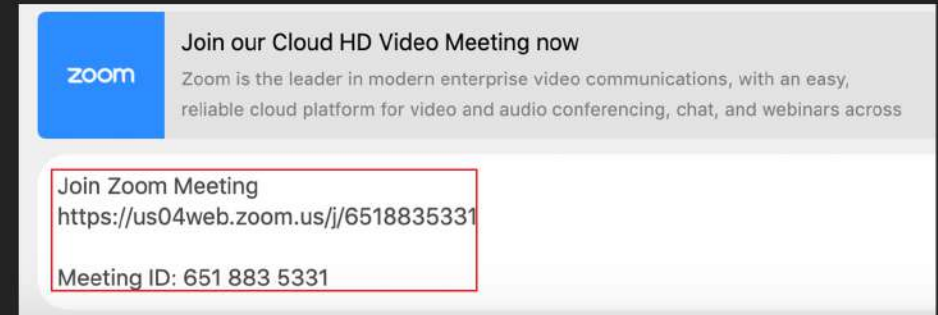 zoom
Join our Cloud HD Video Meeting now
Zoom is the leader in modern enterprise video communications, with an easy,
reliable cloud platform for video and audio conferencing, chat, and webinars across
Join Zoom Meeting
https://us04web.zoom.us/j/6518835331
Meeting ID: 651 883 5331